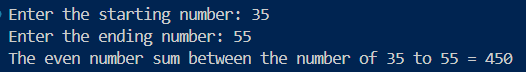 Enter the starting number: 35
Enter the ending number: 55
The even number sum between the number of 35 to 55 = 450